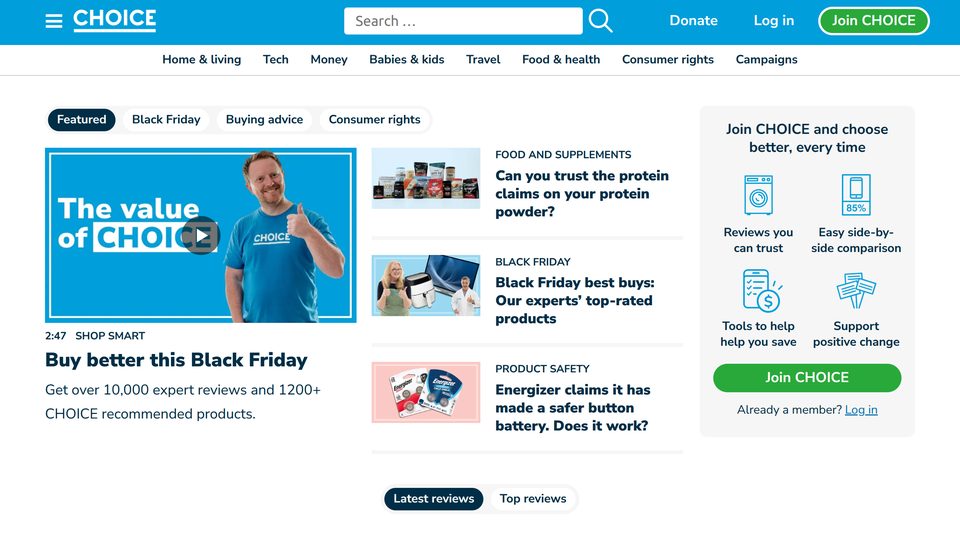 CHOICE
Search ...
Donate
Log in
Join CHOICE
Home & living
Tech
Money
Babies & kids
Travel
Food & health
Consumer rights
Campaigns
Featured
Black Friday
Buying advice
Consumer rights
The value
of CHOICE
CHOICE
2:47 SHOP SMART
Buy better this Black Friday
Get over 10,000 expert reviews and 1200+
CHOICE recommended products.
FOOD AND SUPPLEMENTS
Can you trust the protein
claims on your protein
powder?
BLACK FRIDAY
Black Friday best buys:
Our experts’ top-rated
products
Energizer
Energizer
PRODUCT SAFETY
Energizer claims it has
made a safer button
battery. Does it work?
Join CHOICE and choose
better, every time
Reviews you
can trust
85%
Easy side-by-
side comparison
Tools to help
help you save
Support
positive change
Join CHOICE
Already a member? Log in
Latest reviews
Top reviews